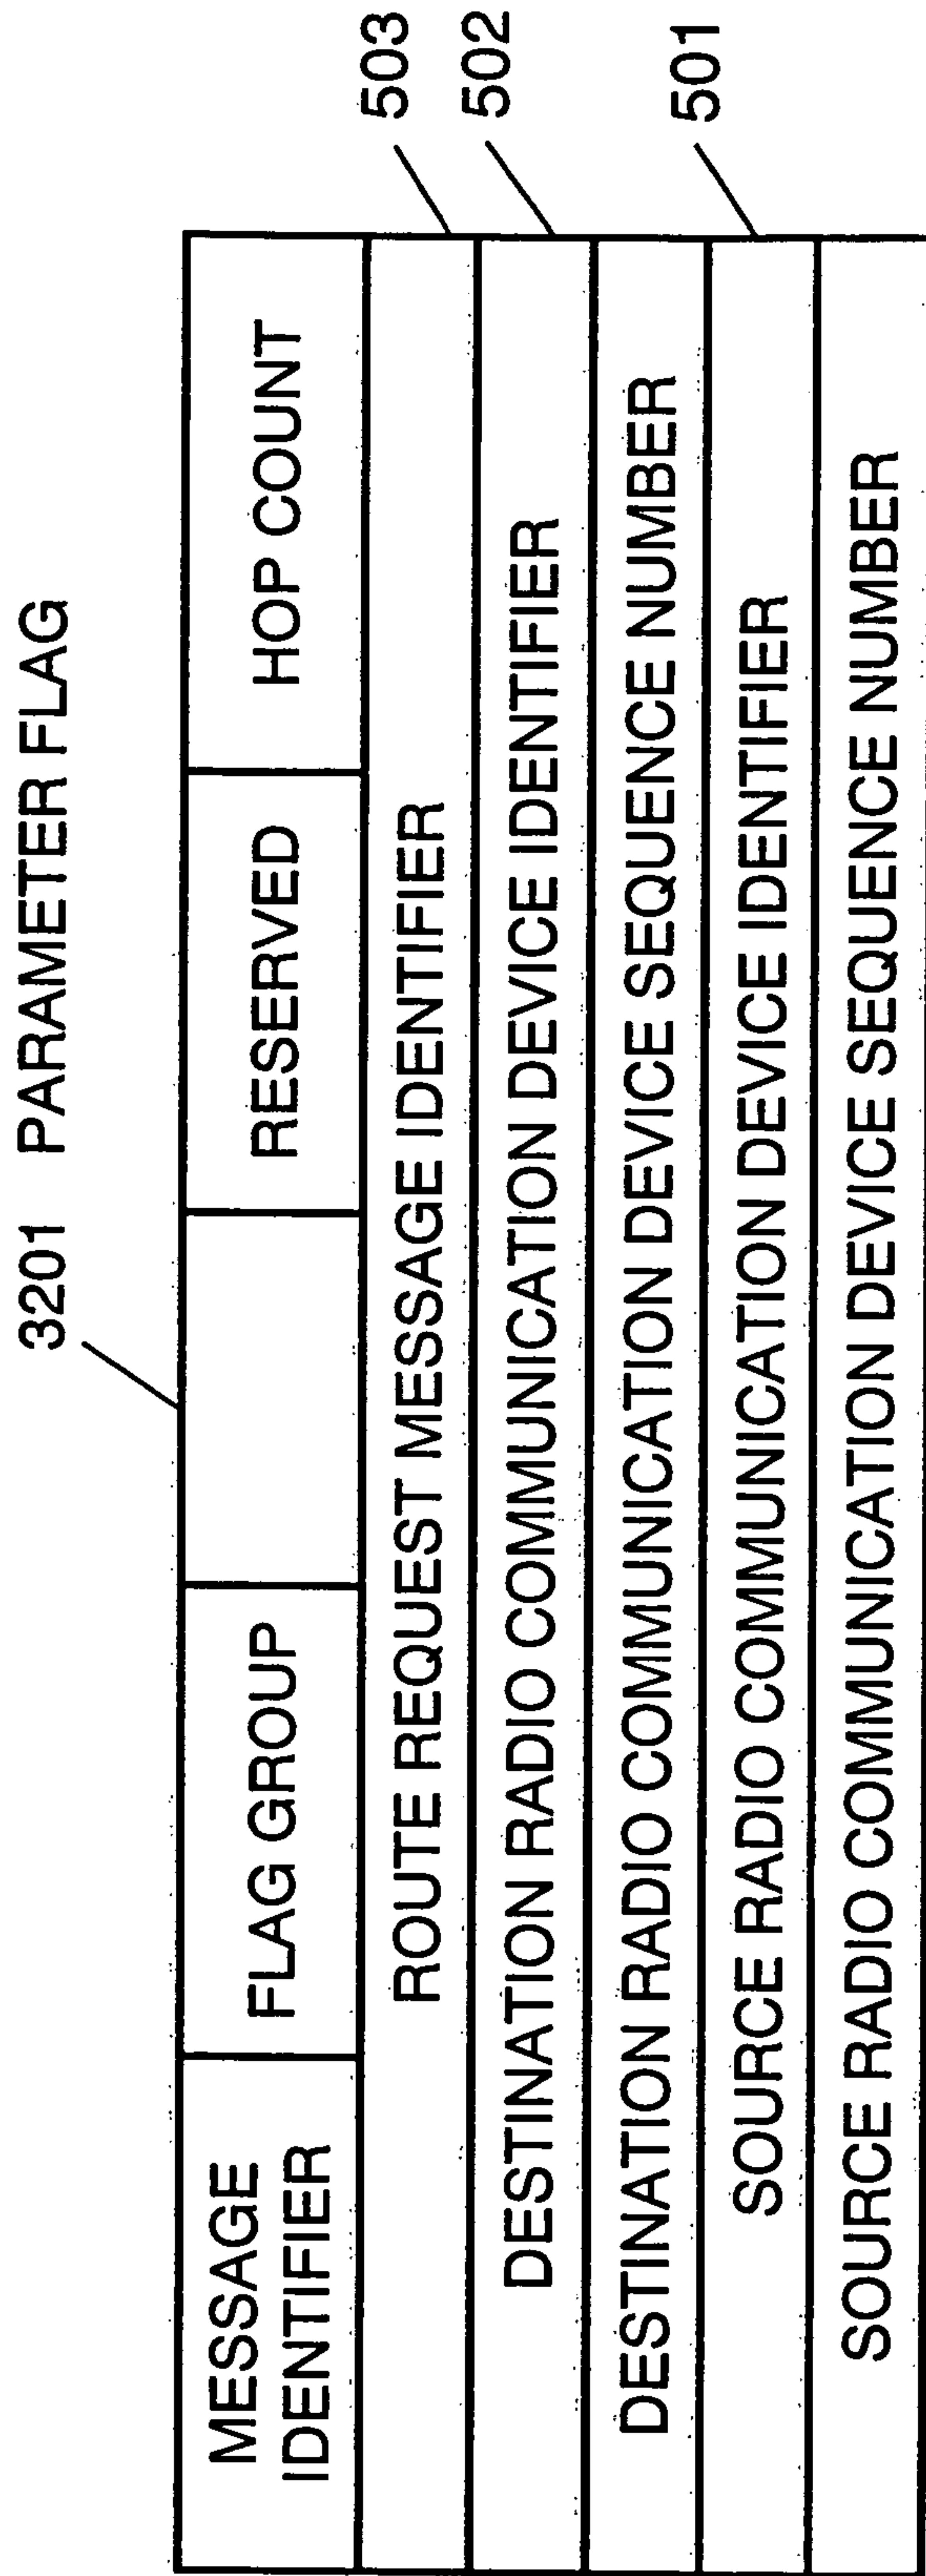 3201 PARAMETER FLAG
MESSAGE
IDENTIFIER
FLAG GROUP
RESERVED
HOP COUNT
ROUTE REQUEST MESSAGE IDENTIFIER
503
DESTINATION RADIO COMMUNICATION DEVICE IDENTIFIER
502
DESTINATION RADIO COMMUNICATION DEVICE SEQUENCE NUMBER
SOURCE RADIO COMMUNICATION DEVICE IDENTIFIER
501
SOURCE RADIO COMMUNICATION DEVICE SEQUENCE NUMBER